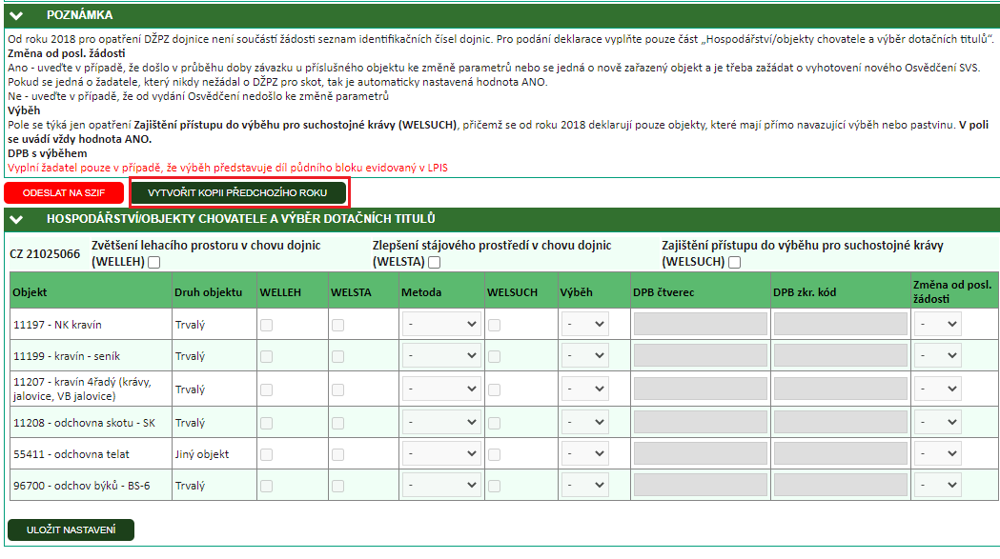 POZNÁMKA
Od roku 2018 pro opatření DŽPZ dojnice není součástí žádosti seznam identifikačních čísel dojnic. Pro podání deklarace vyplňte pouze část „Hospodářství/objekty chovatele a výběr dotačních titulů“.
Změna od posl. žádosti
Ano - uveďte v případě, že došlo v průběhu doby závazku u příslušného objektu ke změně parametrů nebo se jedná o nově zařazený objekt a je třeba zažádat o vyhotovení nového Osvědčení SVS.
Pokud se jedná o žadatele, který nikdy nežádal o DŽPZ pro skot, tak je automaticky nastavená hodnota ANO.
Ne - uveďte v případě, že od vydání Osvědčení nedošlo ke změně parametrů
Výběh
Pole se týká jen opatření Zajištění přístupu do výběhu pro suchostojné krávy (WELSUCH), přičemž se od roku 2018 deklarují pouze objekty, které mají přímo navazující výběh nebo pastvinu. V poli
se uvádí vždy hodnota ANO.
DPB s výběhem
Vyplní žadatel pouze v případě, že výběh představuje díl půdního bloku evidovaný v LPIS
ODESLAT NA SZIF VYTVOŘIT KOPII PŘEDCHOZÍHO ROKU
HOSPODÁŘSTVÍ/OBJEKTY CHOVATELE A VÝBĚR DOTAČNÍCH TITULŮ
CZ 21025066 Zvětšení lehacího prostoru v chovu dojnic (WELLEH) Zlepšení stájového prostředí v chovu dojnic (WELSTA) Zajištění přístupu do výběhu pro suchostojné krávy (WELSUCH)
Objekt Druh objektu WELLEH WELSTA Metoda WELSUCH Výběh DPB čtverec DPB zkr. kód Změna od posl. žádosti
11197 - NK kravín Trvalý - - -
11199 - kravín - seník Trvalý - - -
11207 - kravín 4řadý (krávy, jalovice, VB jalovice) Trvalý - - -
11208 - odchovna skotu - SK Trvalý - - -
55411 - odchovna telat Jiný objekt - - -
96700 - odchov býků - BS-6 Trvalý - - -
ULOŽIT NASTAVENÍ